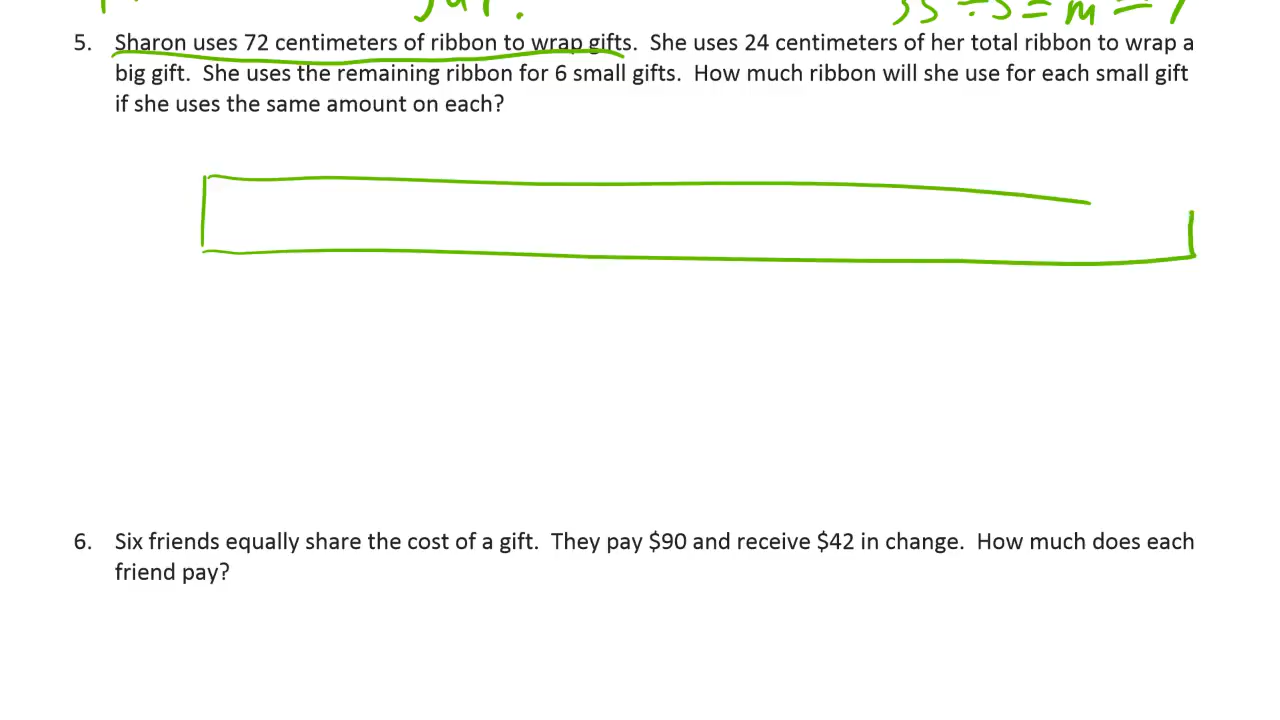 35 ÷ 5 = m = 7
5. Sharon uses 72 centimeters of ribbon to wrap gifts. She uses 24 centimeters of her total ribbon to wrap a
big gift. She uses the remaining ribbon for 6 small gifts. How much ribbon will she use for each small gift
if she uses the same amount on each?
6. Six friends equally share the cost of a gift. They pay $90 and receive $42 in change. How much does each
friend pay?